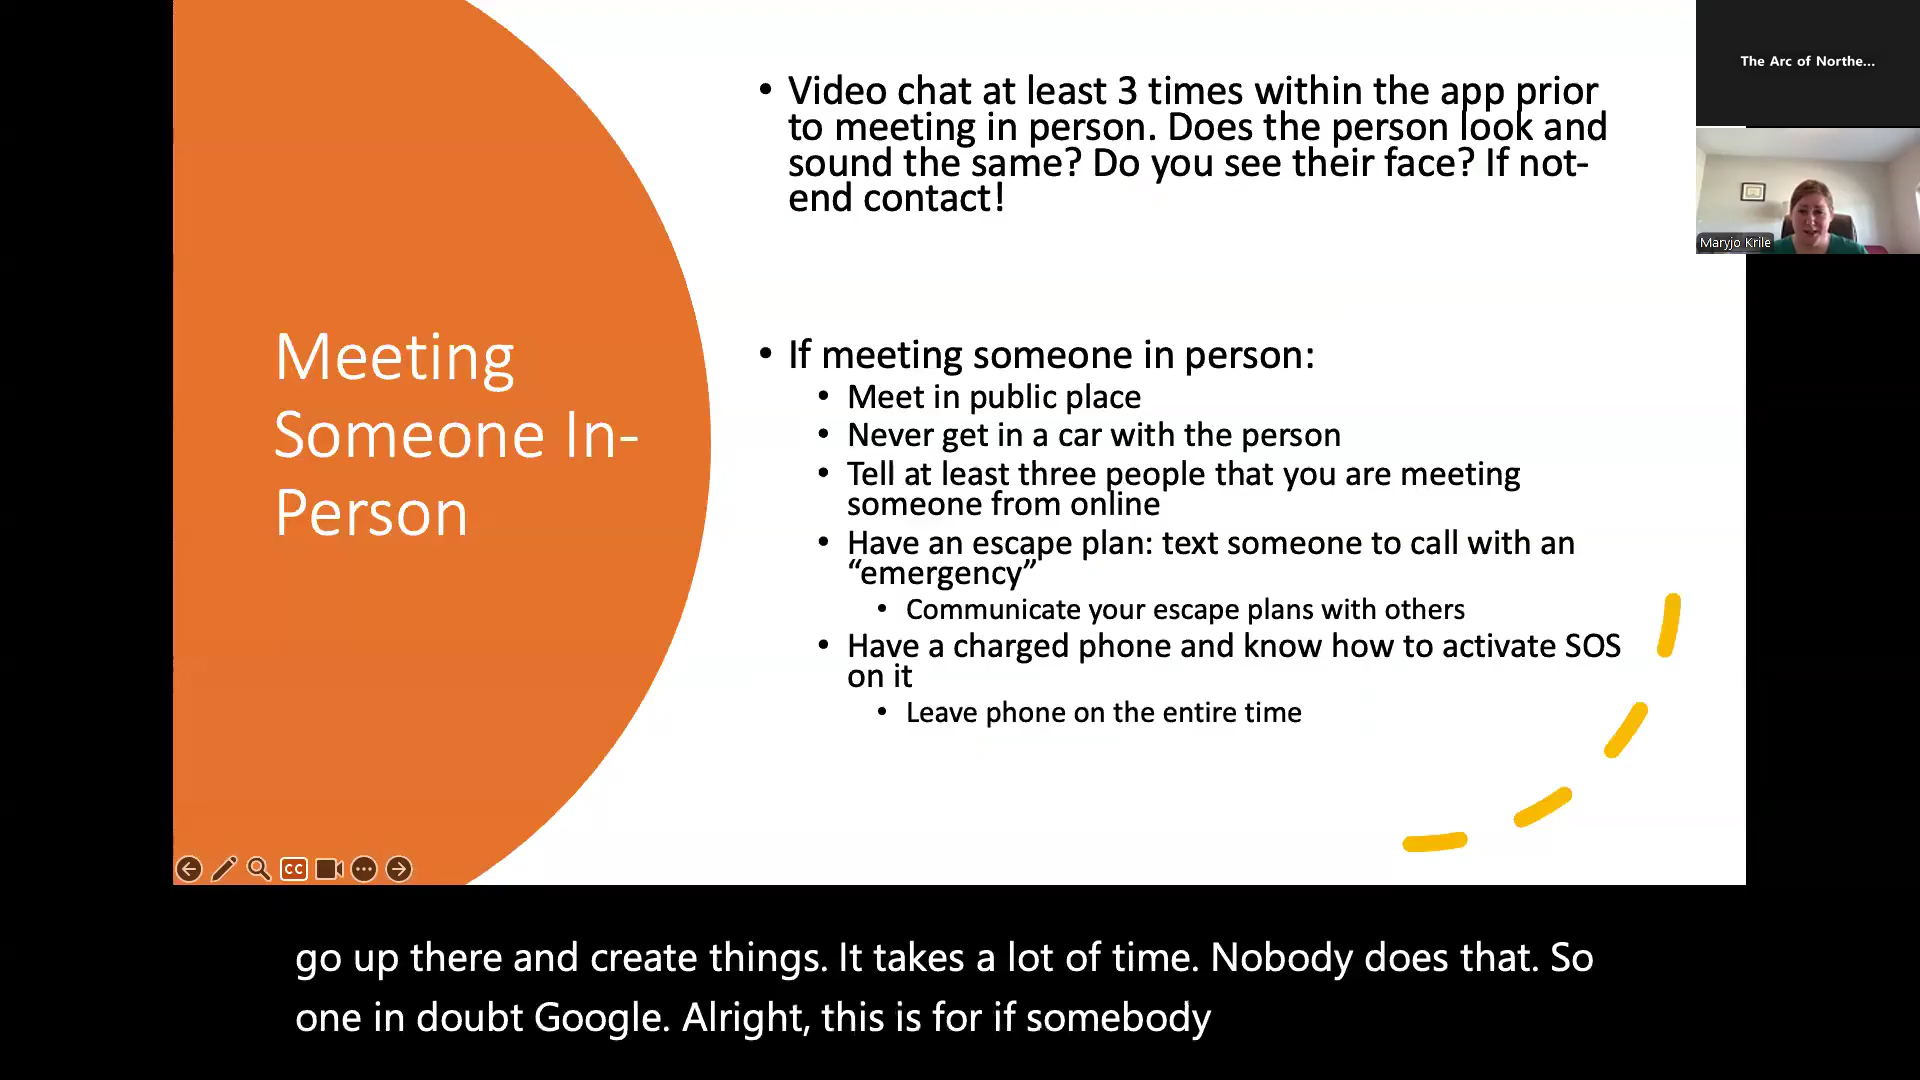 Meeting
Someone In-
Person
• Video chat at least 3 times within the app prior
to meeting in person. Does the person look and
sound the same? Do you see their face? If not-
end contact!
• If meeting someone in person:
• Meet in public place
• Never get in a car with the person
• Tell at least three people that you are meeting
someone from online
• Have an escape plan: text someone to call with an
“emergency”
• Communicate your escape plans with others
• Have a charged phone and know how to activate SOS
on it
• Leave phone on the entire time
The Arc of Northe...
Maryjo Krile
CC
go up there and create things. It takes a lot of time. Nobody does that. So
one in doubt Google. Alright, this is for if somebody